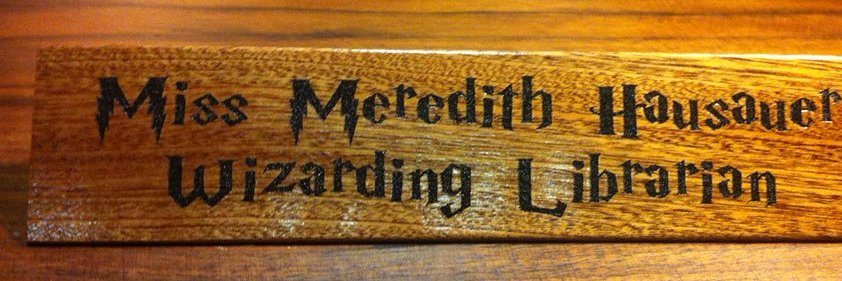 Miss Meredith Hausauer
Wizarding Librarian